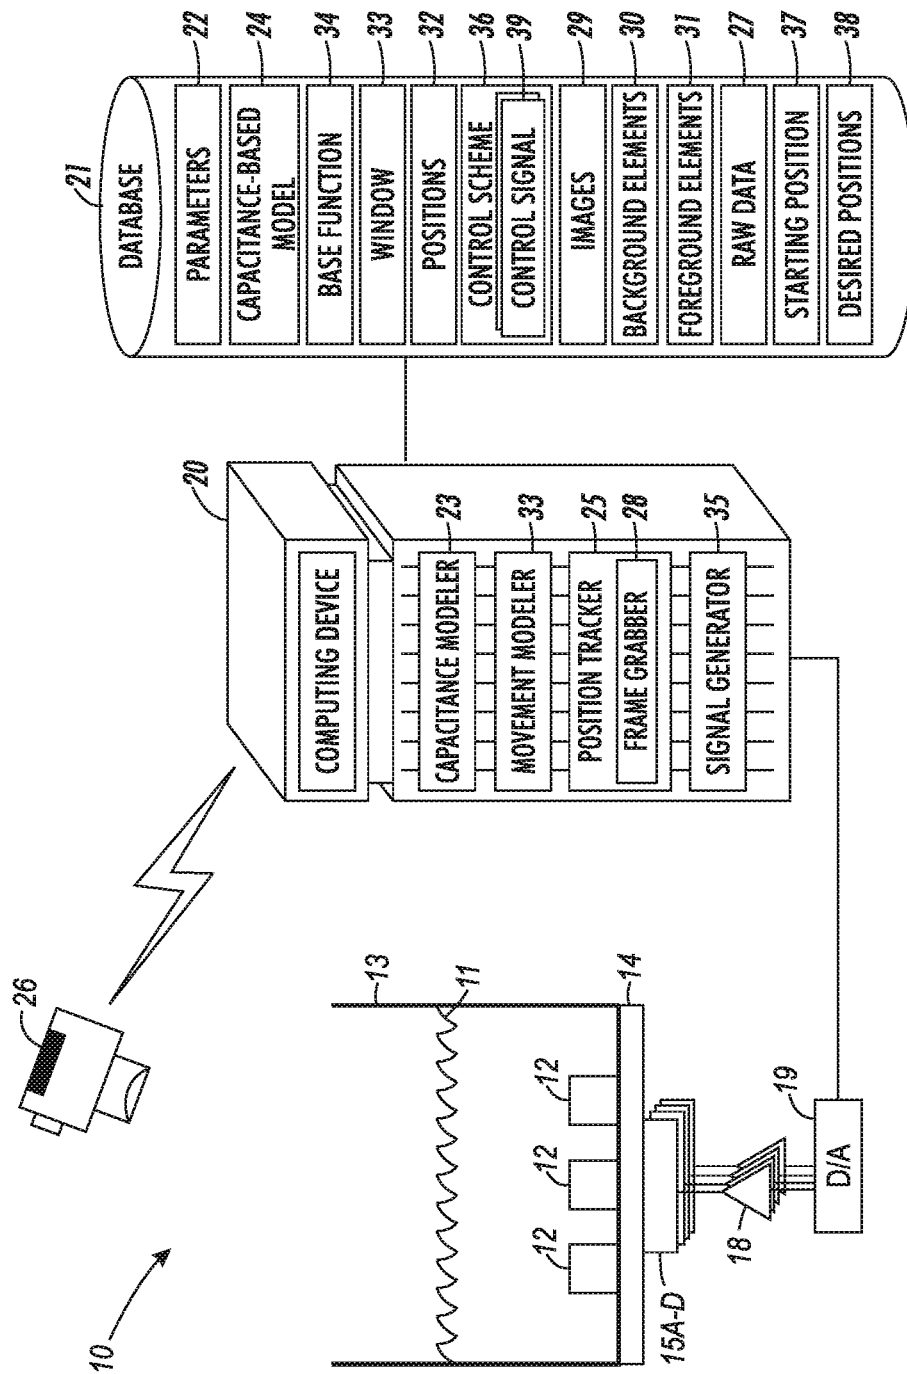 10
26
13
11
12
12
12
14
15A-D
18
19
D/A
20
COMPUTING DEVICE
CAPACITANCE MODELER
23
MOVEMENT MODELER
33
POSITION TRACKER
25
FRAME GRABBER
28
SIGNAL GENERATOR
35
21
DATABASE
PARAMETERS
22
CAPACITANCE-BASED
MODEL
24
BASE FUNCTION
34
WINDOW
33
POSITIONS
32
CONTROL SCHEME
36
CONTROL SIGNAL
39
IMAGES
29
BACKGROUND ELEMENTS
30
FOREGROUND ELEMENTS
31
RAW DATA
27
STARTING POSITION
37
DESIRED POSITIONS
38